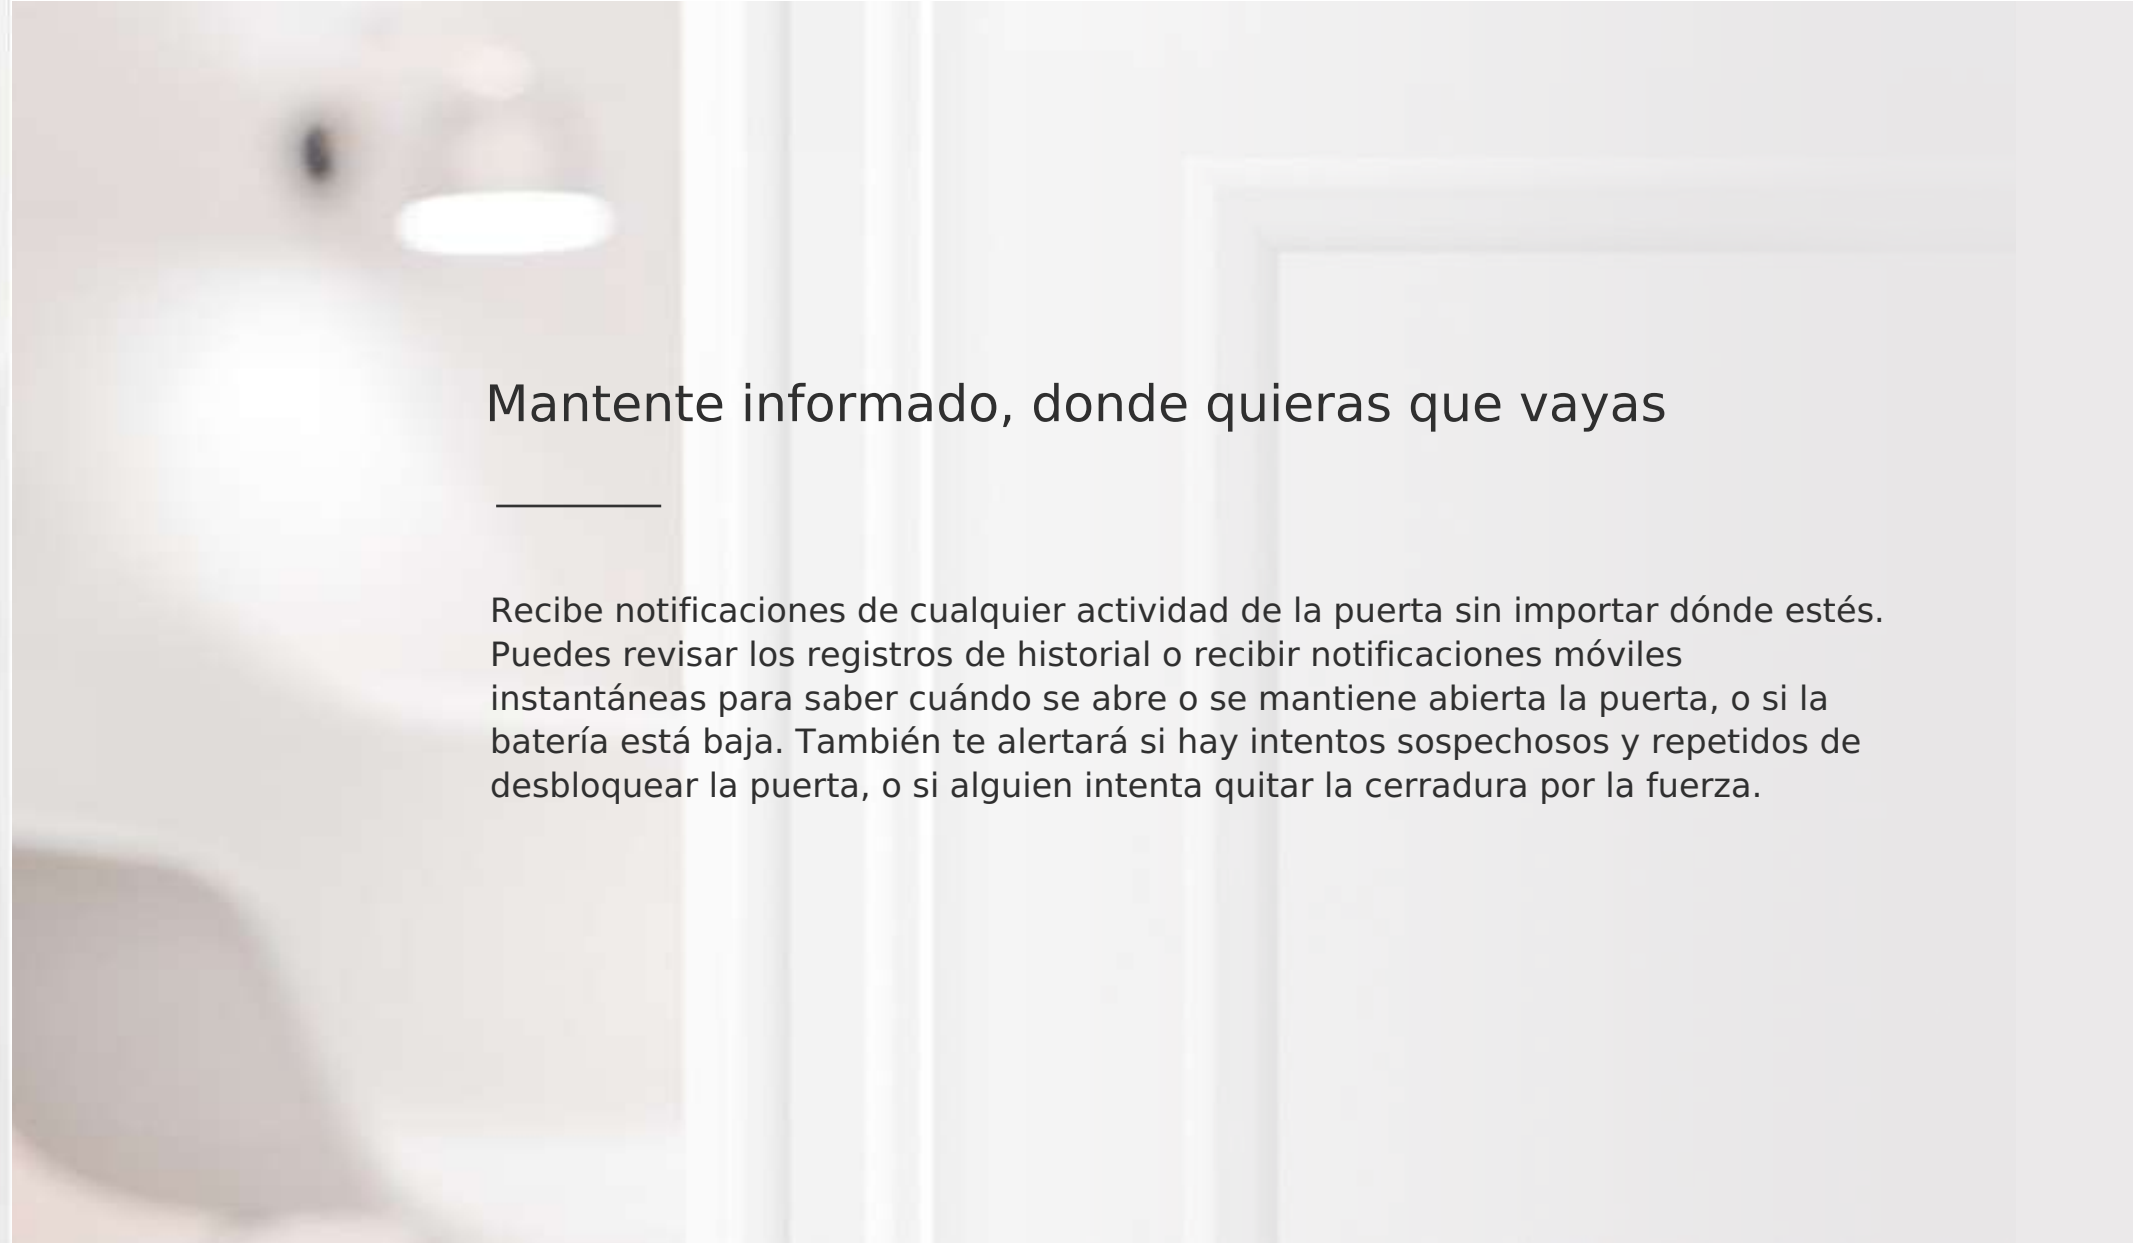 Mantente informado, donde quieras que vayas
Recibe notificaciones de cualquier actividad de la puerta sin importar dónde estés.
Puedes revisar los registros de historial o recibir notificaciones móviles
instantáneas para saber cuándo se abre o se mantiene abierta la puerta, o si la
batería está baja. También te alertará si hay intentos sospechosos y repetidos de
desbloquear la puerta, o si alguien intenta quitar la cerradura por la fuerza.